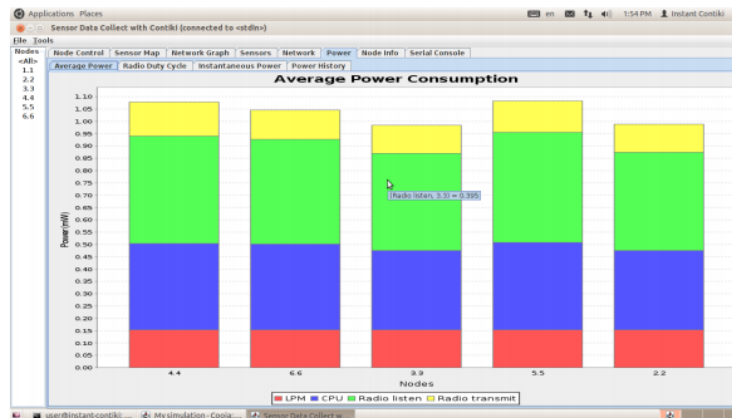 Applications Places en 1:54 PM Instant Contiki
Sensor Data Collect with Contiki (connected to <stdin>)
File Tools
Nodes
<All>
1.1
2.2
3.3
4.4
5.5
6.6
Node Control Sensor Map Network Graph Sensors Network Power Node Info Serial Console
Average Power Radio Duty Cycle Instantaneous Power Power History
Average Power Consumption
Power(mW)
1.10
1.05
1.00
0.95
0.90
0.85
0.80
0.75
0.70
0.65
0.60
0.55
0.50
0.45
0.40
0.35
0.30
0.25
0.20
0.15
0.10
0.05
0.00
(Radio listen, 3.3) = 0.395
4.4 6.6 3.3 5.5 2.2
Nodes
LPM CPU Radio listen Radio transmit
user@instant-contiki: ... My simulation - Cooja: ... Sensor Data Collect w...